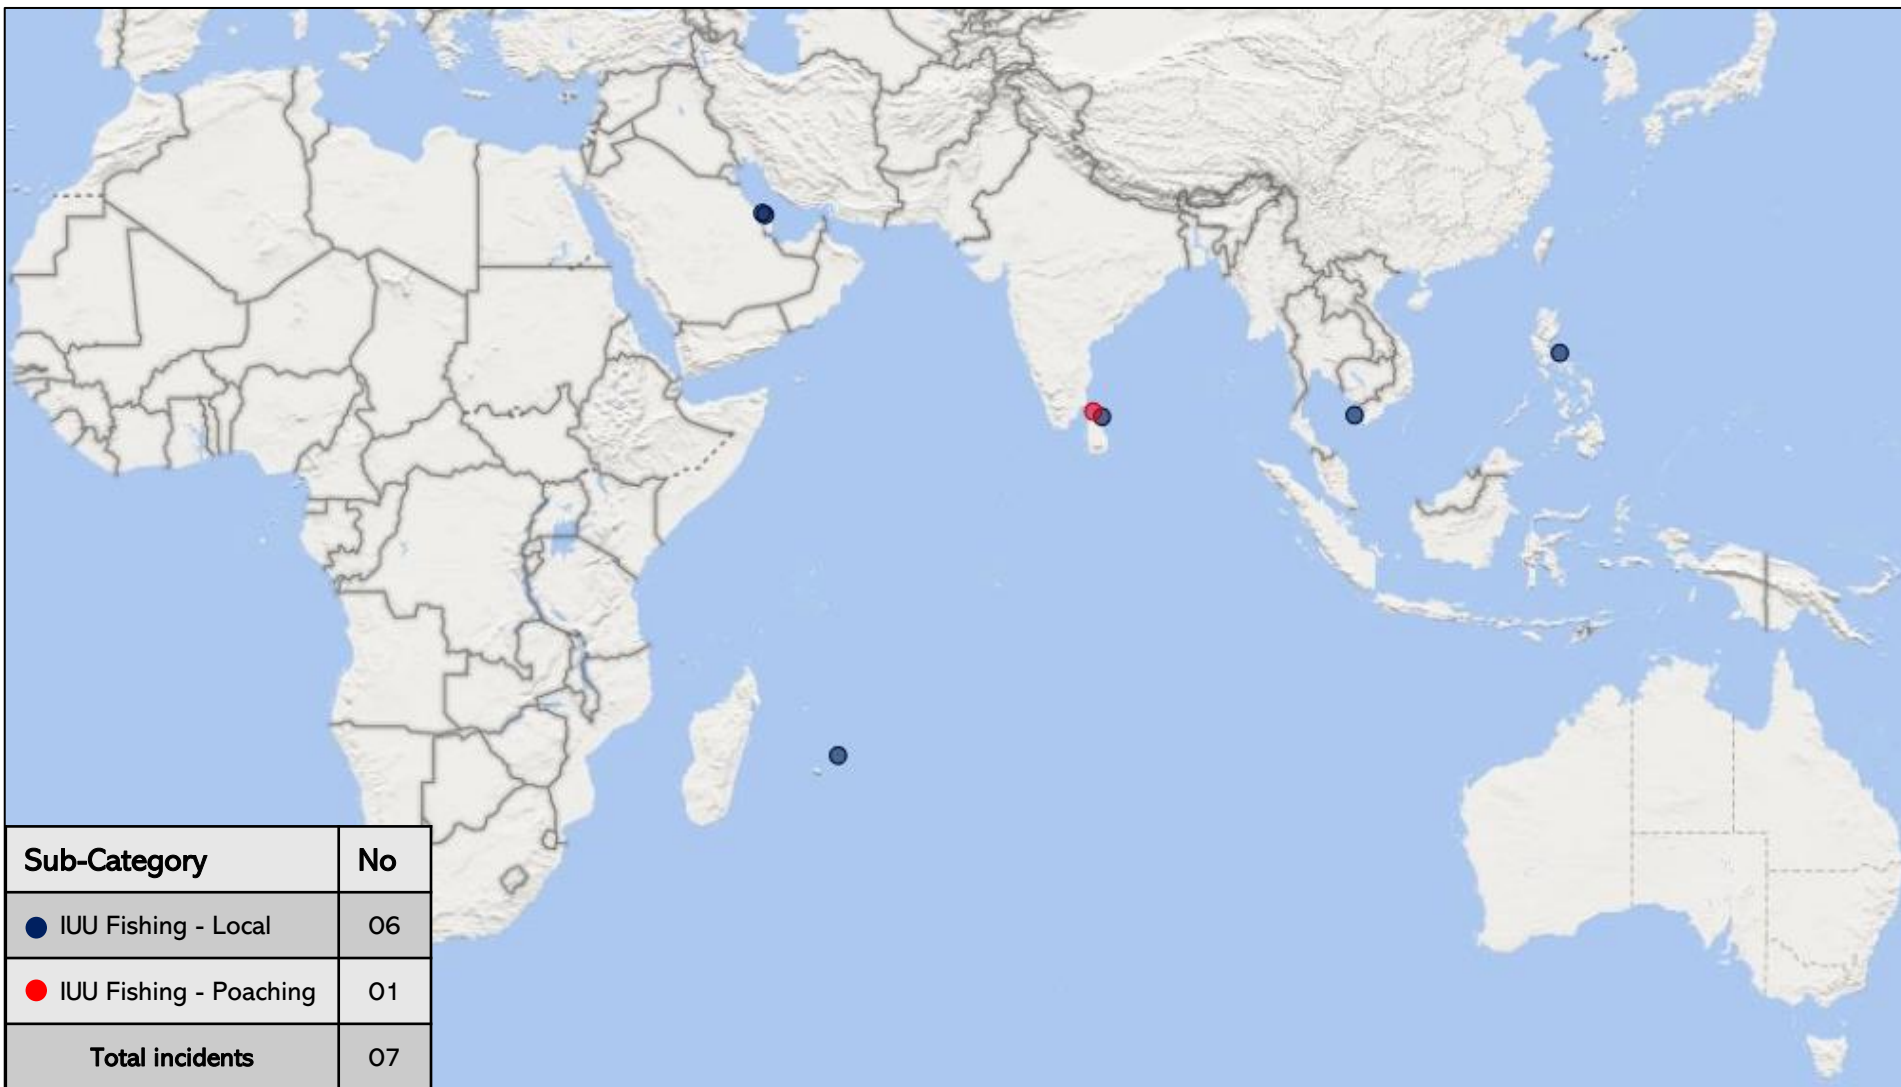 Sub-Category No
IUU Fishing - Local 06
IUU Fishing - Poaching 01
Total incidents 07